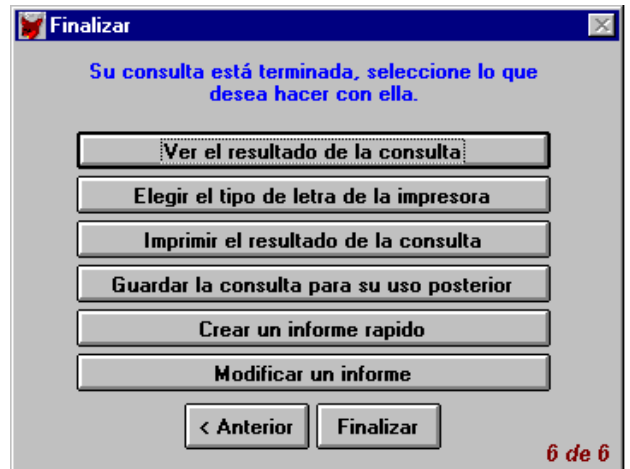 Finalizar
Su consulta está terminada, seleccione lo que
desea hacer con ella.
Ver el resultado de la consulta
Elegir el tipo de letra de la impresora
Imprimir el resultado de la consulta
Guardar la consulta para su uso posterior
Crear un informe rapido
Modificar un informe
< Anterior Finalizar
6 de 6